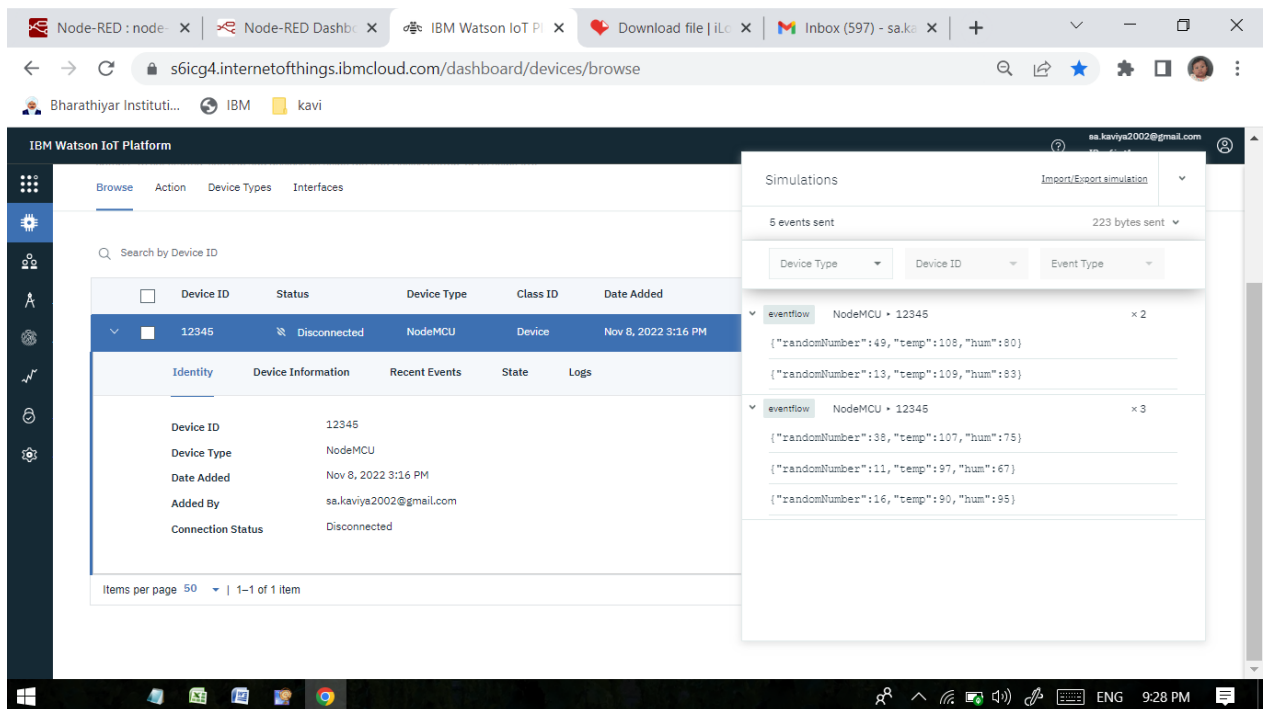 Node-RED : node-
Node-RED Dashbo
IBM Watson IoT Pl
Download file | iLo
Inbox (597) - sa.ka
s6icg4.internetofthings.ibmcloud.com/dashboard/devices/browse
Bharathiyar Instituti... IBM kavi
IBM Watson IoT Platform
sa.kaviya2002@gmail.com
Browse Action Device Types Interfaces
Search by Device ID
Device ID Status Device Type Class ID Date Added
12345 Disconnected NodeMCU Device Nov 8, 2022 3:16 PM
Identity Device Information Recent Events State Logs
Device ID 12345
Device Type NodeMCU
Date Added Nov 8, 2022 3:16 PM
Added By sa.kaviya2002@gmail.com
Connection Status Disconnected
Items per page 50 | 1–1 of 1 item
Simulations Import/Export simulation
5 events sent 223 bytes sent
Device Type Device ID Event Type
eventflow NodeMCU ▸ 12345 × 2
{"randomNumber":49,"temp":108,"hum":80}
{"randomNumber":13,"temp":109,"hum":83}
eventflow NodeMCU ▸ 12345 × 3
{"randomNumber":38,"temp":107,"hum":75}
{"randomNumber":11,"temp":97,"hum":67}
{"randomNumber":16,"temp":90,"hum":95}
ENG 9:28 PM